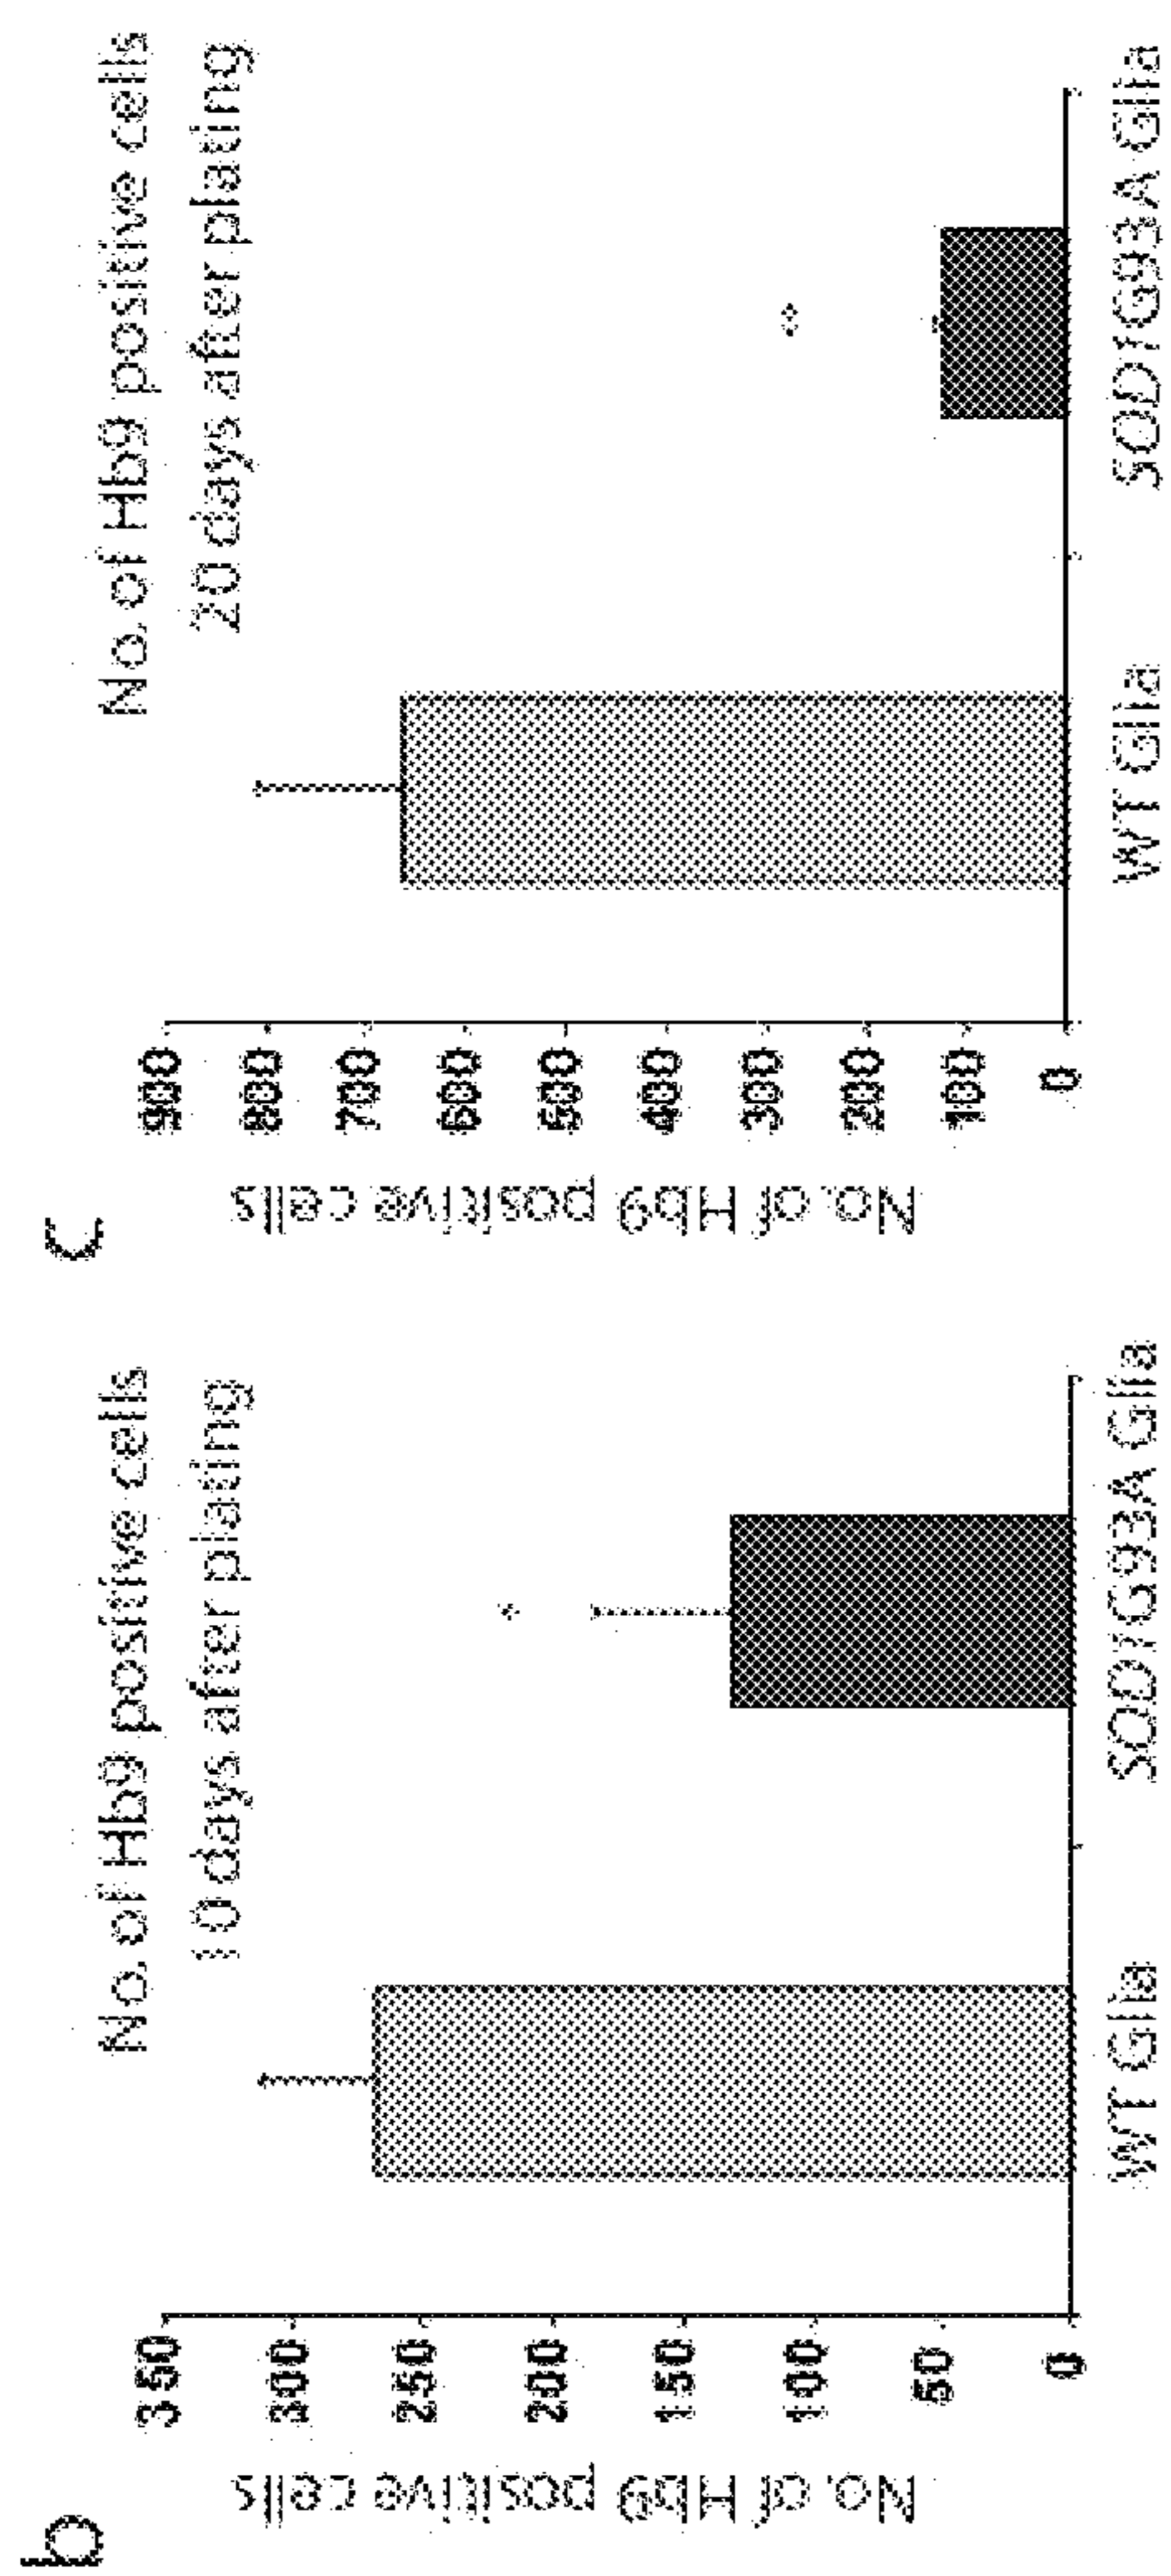 b
No. of Hb9 positive cells
10 days after plating
No. of Hb9 positive cells
350
300
250
200
150
100
50
0
*
WT Glia
SOD1G93A Glia
c
No. of Hb9 positive cells
20 days after plating
No. of Hb9 positive cells
900
800
700
600
500
400
300
200
100
0
WT Glia
SOD1G93A Glia